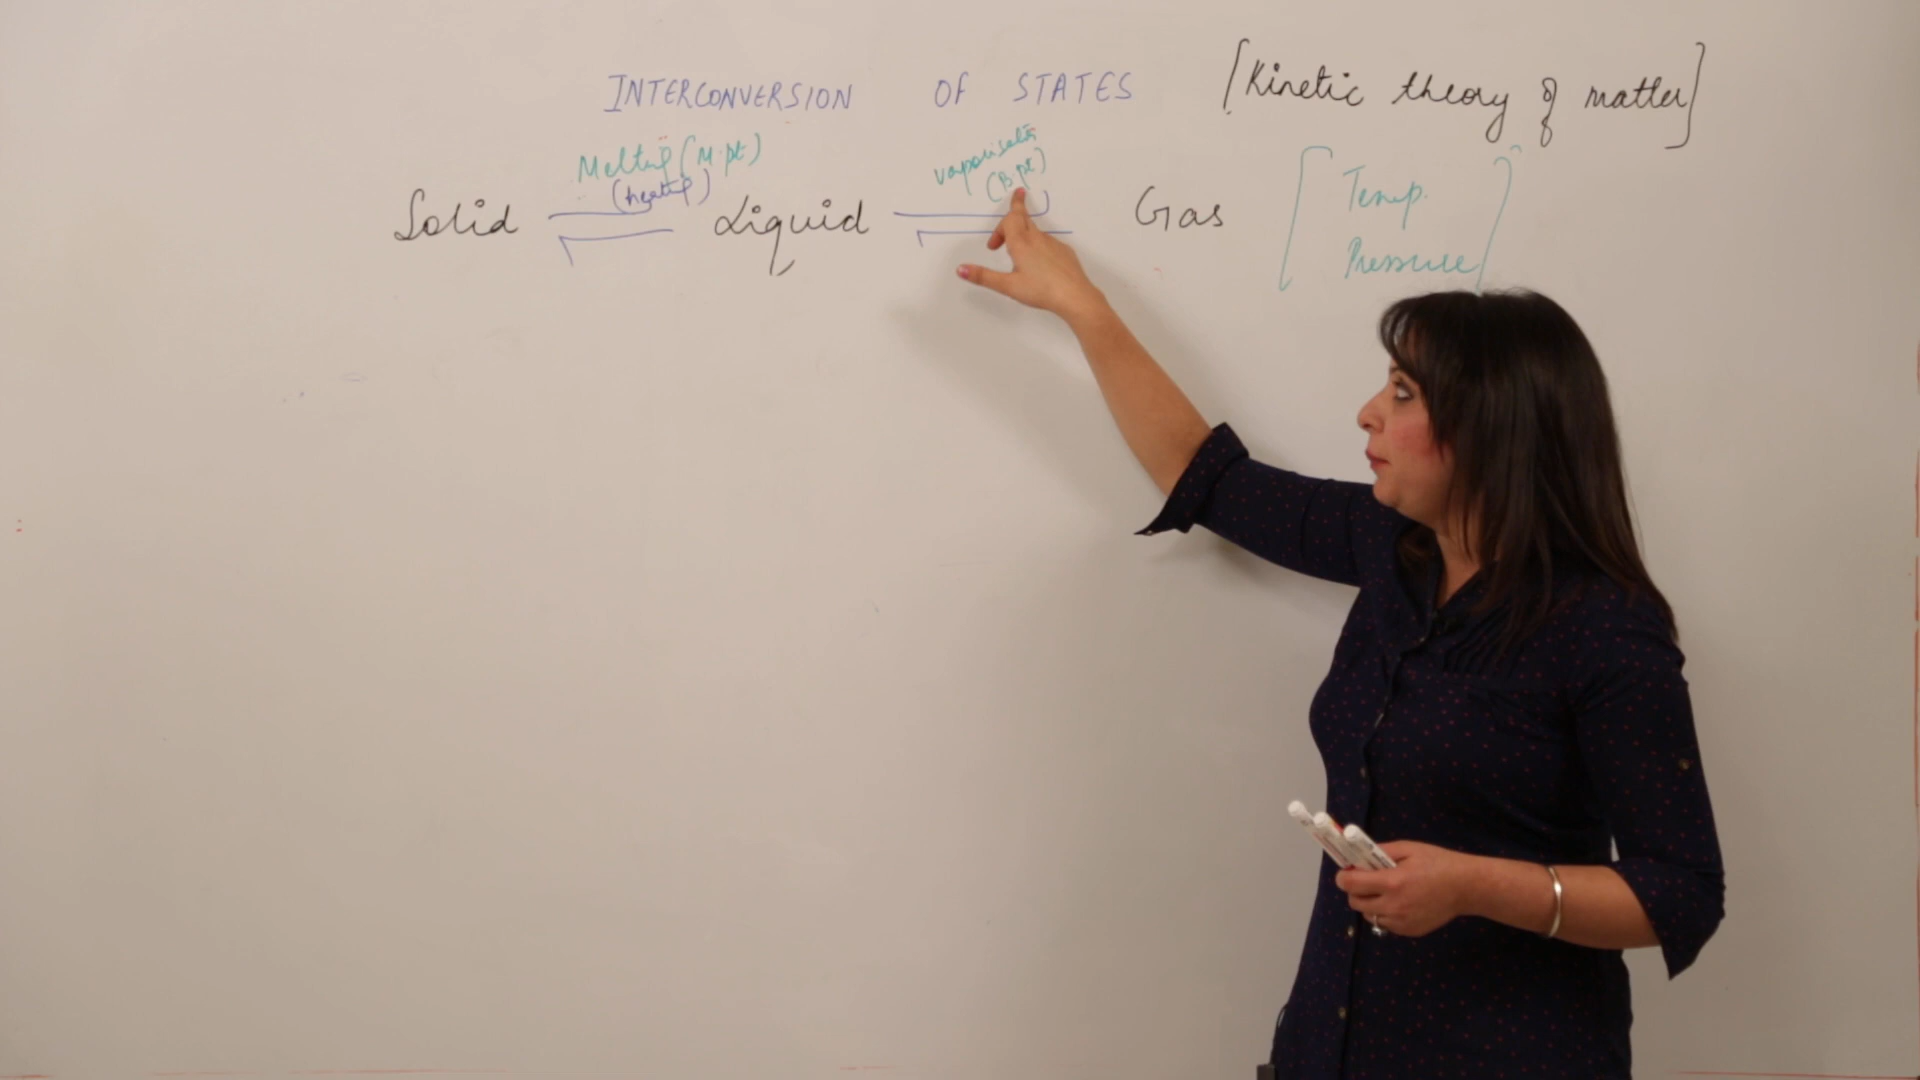 INTERCONVERSION OF STATES [Kinetic theory of matter]
Melting (M.pt)
(heating)
vaporisation
(B.pt)
Solid Liquid Gas
[Temp.
Pressure]